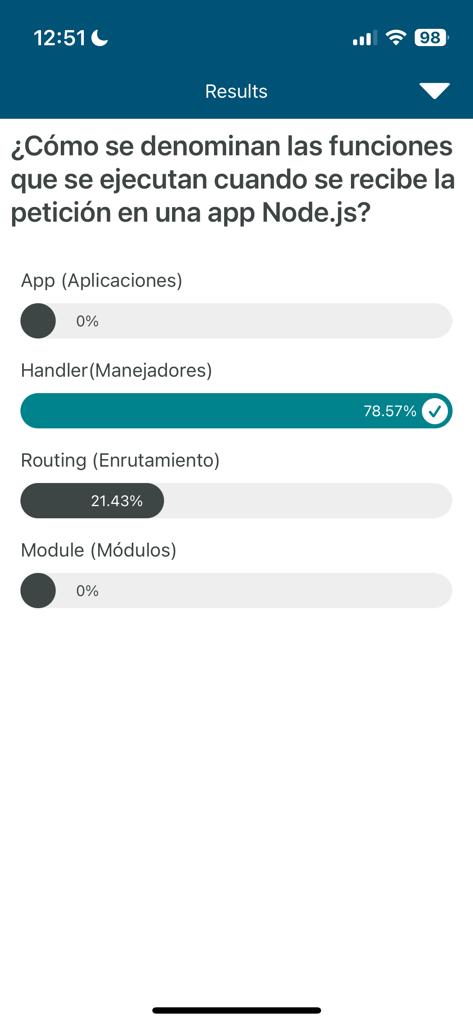 12:51
98
Results
¿Cómo se denominan las funciones
que se ejecutan cuando se recibe la
petición en una app Node.js?
App (Aplicaciones)
0%
Handler(Manejadores)
78.57%
Routing (Enrutamiento)
21.43%
Module (Módulos)
0%